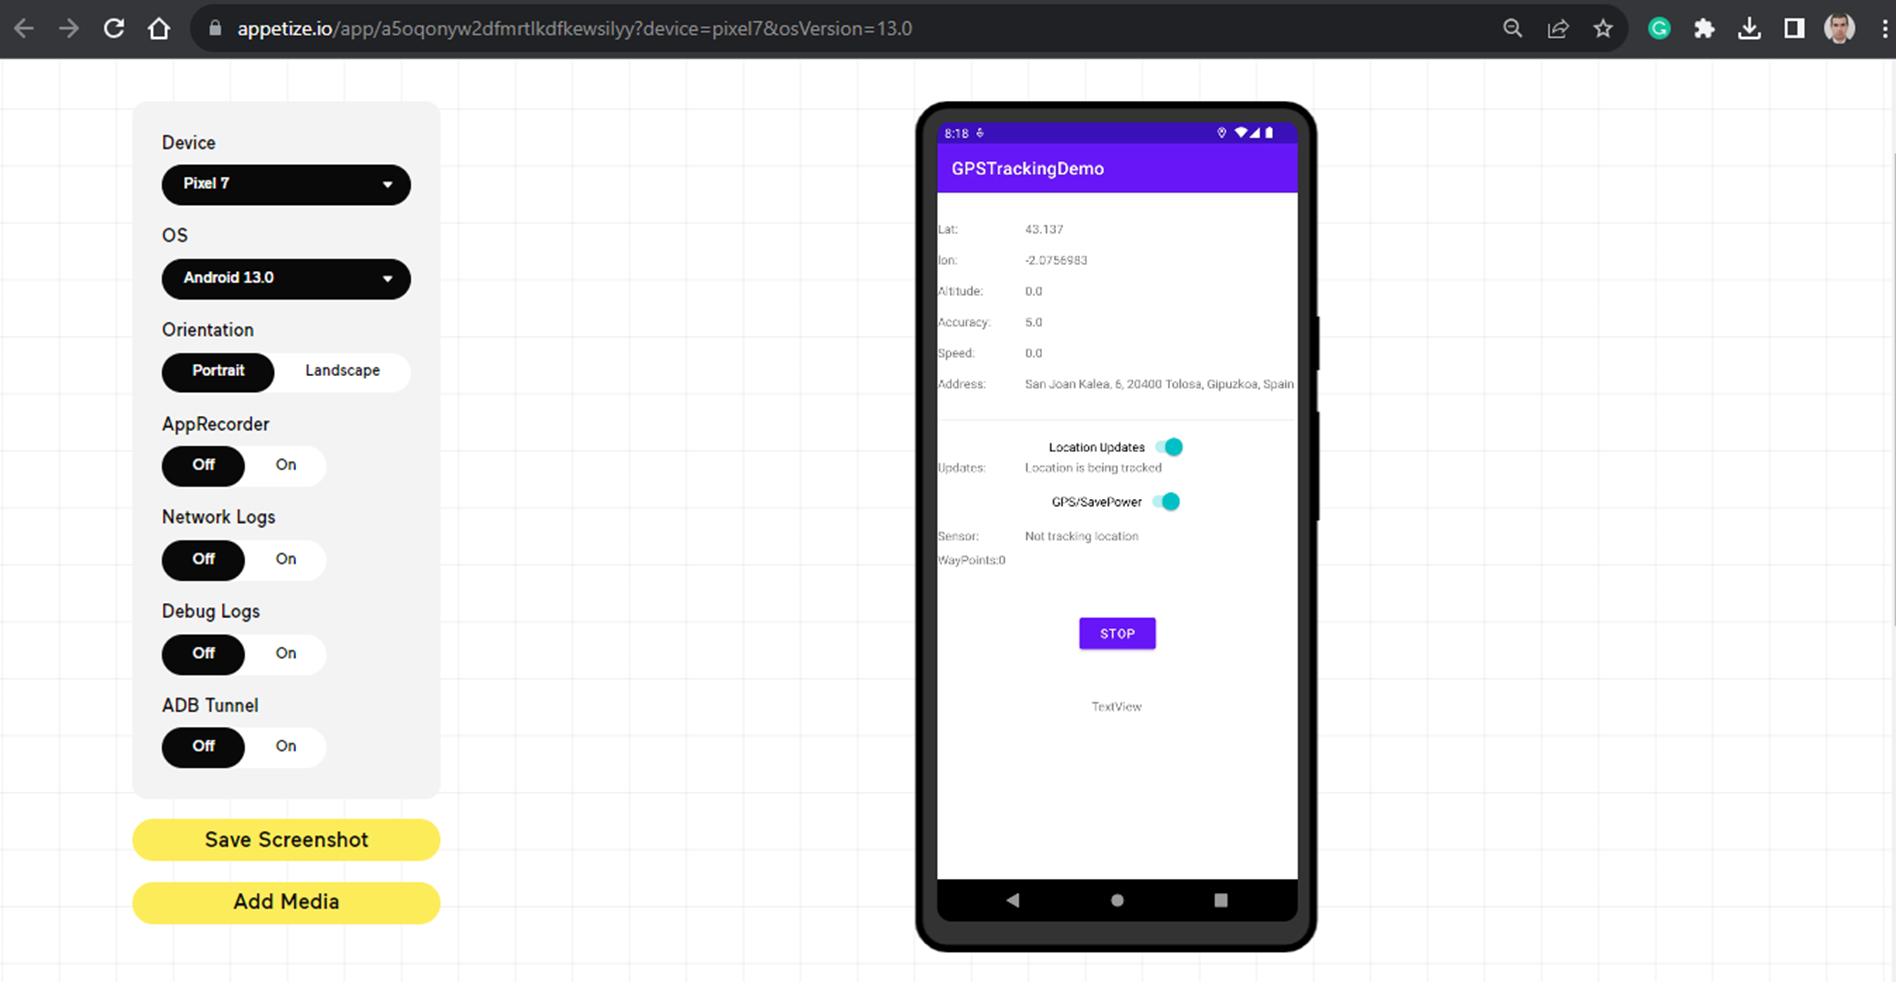 appetize.io/app/a5oqonyw2dfmrtlkdfkewsilyy?device=pixel7&osVersion=13.0
Device
Pixel 7
OS
Android 13.0
Orientation
Portrait Landscape
AppRecorder
Off On
Network Logs
Off On
Debug Logs
Off On
ADB Tunnel
Off On
Save Screenshot
Add Media
8:18
GPSTrackingDemo
Lat: 43.137
lon: -2.0756983
Altitude: 0.0
Accuracy: 5.0
Speed: 0.0
Address: San Joan Kalea, 6, 20400 Tolosa, Gipuzkoa, Spain
Location Updates
Updates: Location is being tracked
GPS/SavePower
Sensor: Not tracking location
WayPoints:0
STOP
TextView